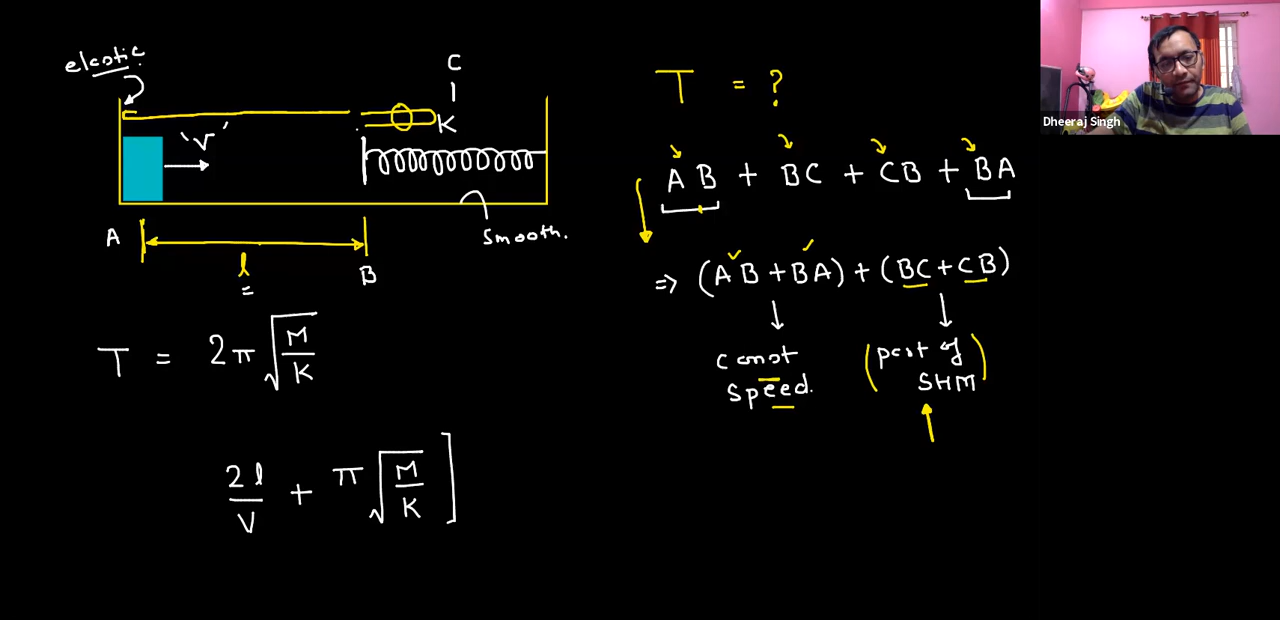 elastic
C
'V'
K
Smooth.
A
l
=
B
T = 2π√(M/K)
2l/V + π√(M/K) ]
T = ?
AB + BC + CB + BA
=> (AB + BA) + (BC + CB)
const
speed.
(part of
SHM)
Dheeraj Singh